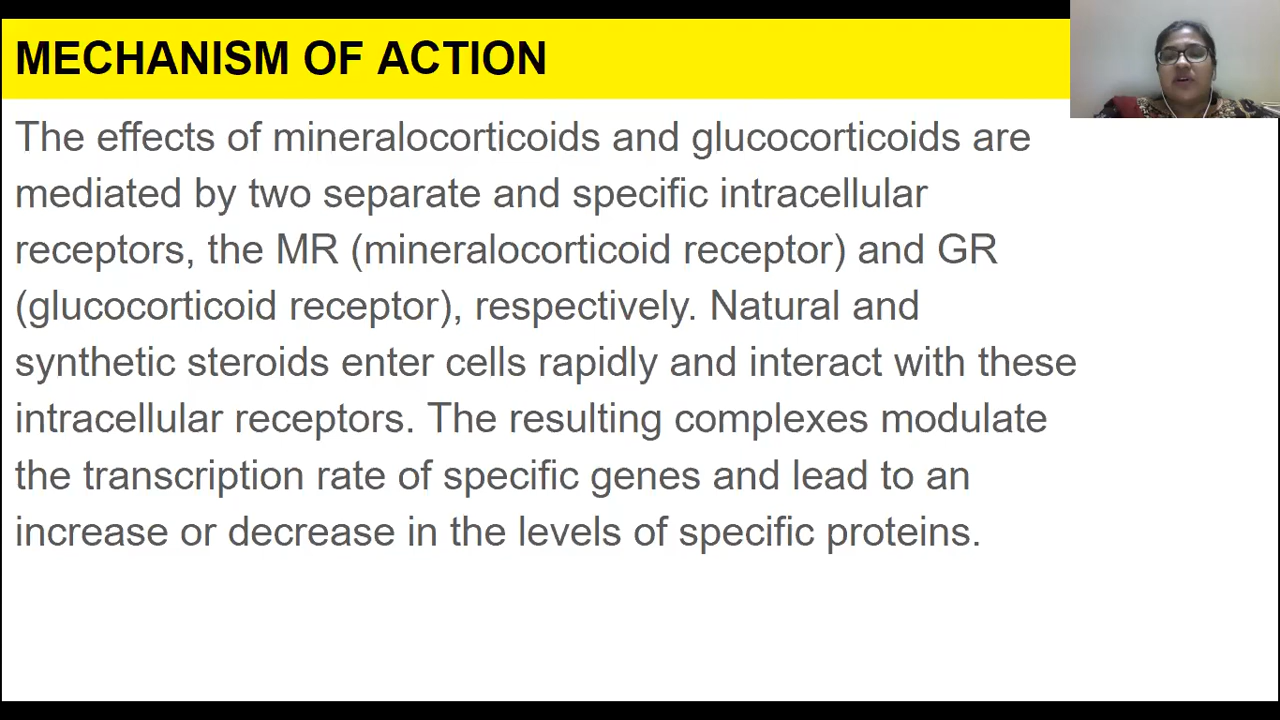 MECHANISM OF ACTION
The effects of mineralocorticoids and glucocorticoids are
mediated by two separate and specific intracellular
receptors, the MR (mineralocorticoid receptor) and GR
(glucocorticoid receptor), respectively. Natural and
synthetic steroids enter cells rapidly and interact with these
intracellular receptors. The resulting complexes modulate
the transcription rate of specific genes and lead to an
increase or decrease in the levels of specific proteins.